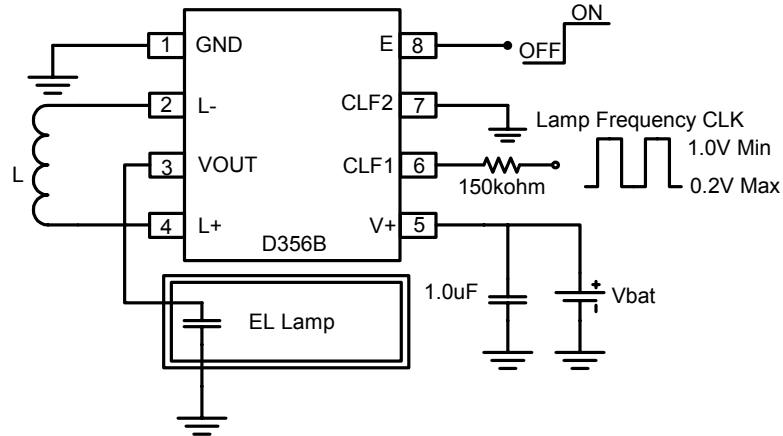 ON
OFF
1 GND
E 8
2 L-
CLF2 7
Lamp Frequency CLK
1.0V Min
L
3 VOUT
CLF1 6
150kohm
0.2V Max
4 L+
V+ 5
D356B
1.0uF
+
Vbat
-
EL Lamp